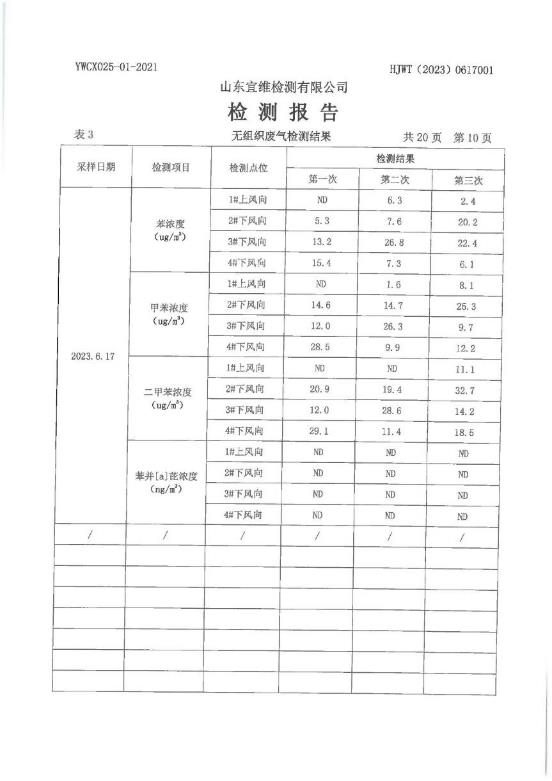 YWCX025-01-2021 HJWT（2023）0617001
山东宜维检测有限公司
检 测 报 告
表 3 无组织废气检测结果 共 20 页 第 10 页
采样日期 检测项目 检测点位 检测结果
第一次 第二次 第三次
2023.6.17 苯浓度（ug/m³） 1#上风向 ND 6.3 2.4
2#下风向 5.3 7.6 20.2
3#下风向 13.2 26.8 22.4
4#下风向 15.4 7.3 6.1
甲苯浓度（ug/m³） 1#上风向 ND 1.6 8.1
2#下风向 14.6 14.7 25.3
3#下风向 12.0 26.3 9.7
4#下风向 28.5 9.9 12.2
二甲苯浓度（ug/m³） 1#上风向 ND ND 11.1
2#下风向 20.9 19.4 32.7
3#下风向 12.0 28.6 14.2
4#下风向 29.1 11.4 18.5
苯并[a]芘浓度（ng/m³） 1#上风向 ND ND ND
2#下风向 ND ND ND
3#下风向 ND ND ND
4#下风向 ND ND ND
/ / / / / /